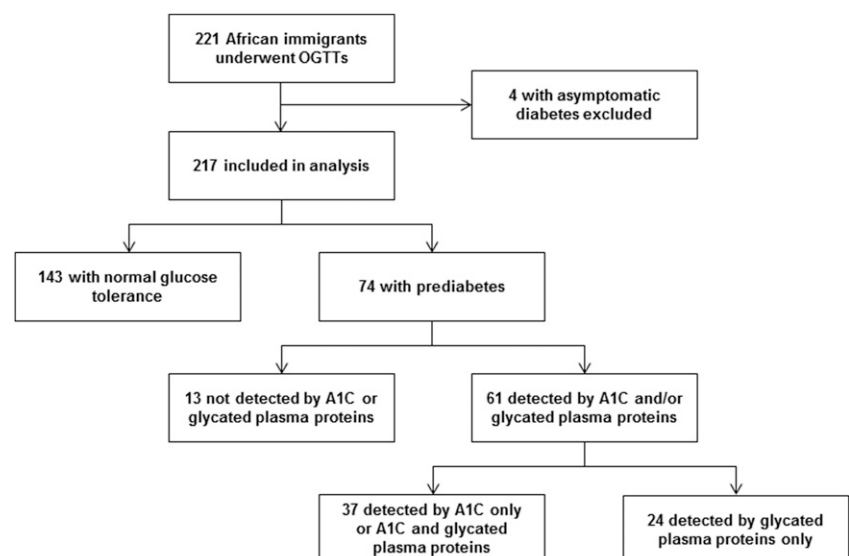 221 African immigrants
underwent OGTTs
4 with asymptomatic
diabetes excluded
217 included in analysis
143 with normal glucose
tolerance
74 with prediabetes
13 not detected by A1C or
glycated plasma proteins
61 detected by A1C and/or
glycated plasma proteins
37 detected by A1C only
or A1C and glycated
plasma proteins
24 detected by glycated
plasma proteins only